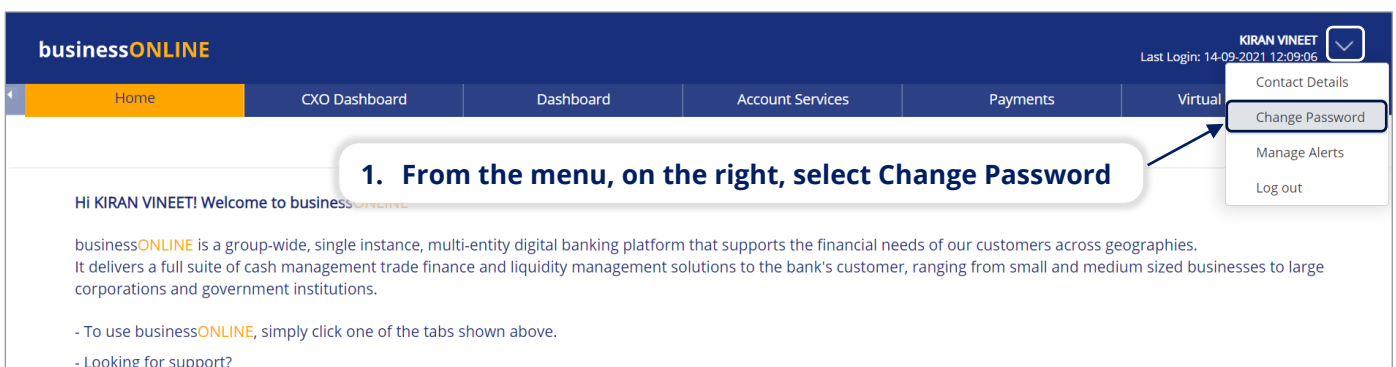 businessONLINE
KIRAN VINEET
Last Login: 14-09-2021 12:09:06
Home
CXO Dashboard
Dashboard
Account Services
Payments
Virtual
Contact Details
Change Password
Manage Alerts
Log out
1. From the menu, on the right, select Change Password
Hi KIRAN VINEET! Welcome to businessONLINE
businessONLINE is a group-wide, single instance, multi-entity digital banking platform that supports the financial needs of our customers across geographies.
It delivers a full suite of cash management trade finance and liquidity management solutions to the bank's customer, ranging from small and medium sized businesses to large
corporations and government institutions.
- To use businessONLINE, simply click one of the tabs shown above.
- Looking for support?